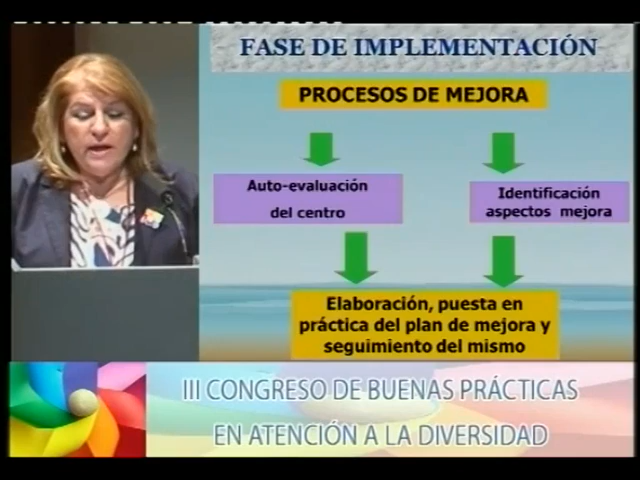 FASE DE IMPLEMENTACIÓN
PROCESOS DE MEJORA
Auto-evaluación
del centro
Identificación
aspectos mejora
Elaboración, puesta en
práctica del plan de mejora y
seguimiento del mismo
III CONGRESO DE BUENAS PRÁCTICAS
EN ATENCIÓN A LA DIVERSIDAD